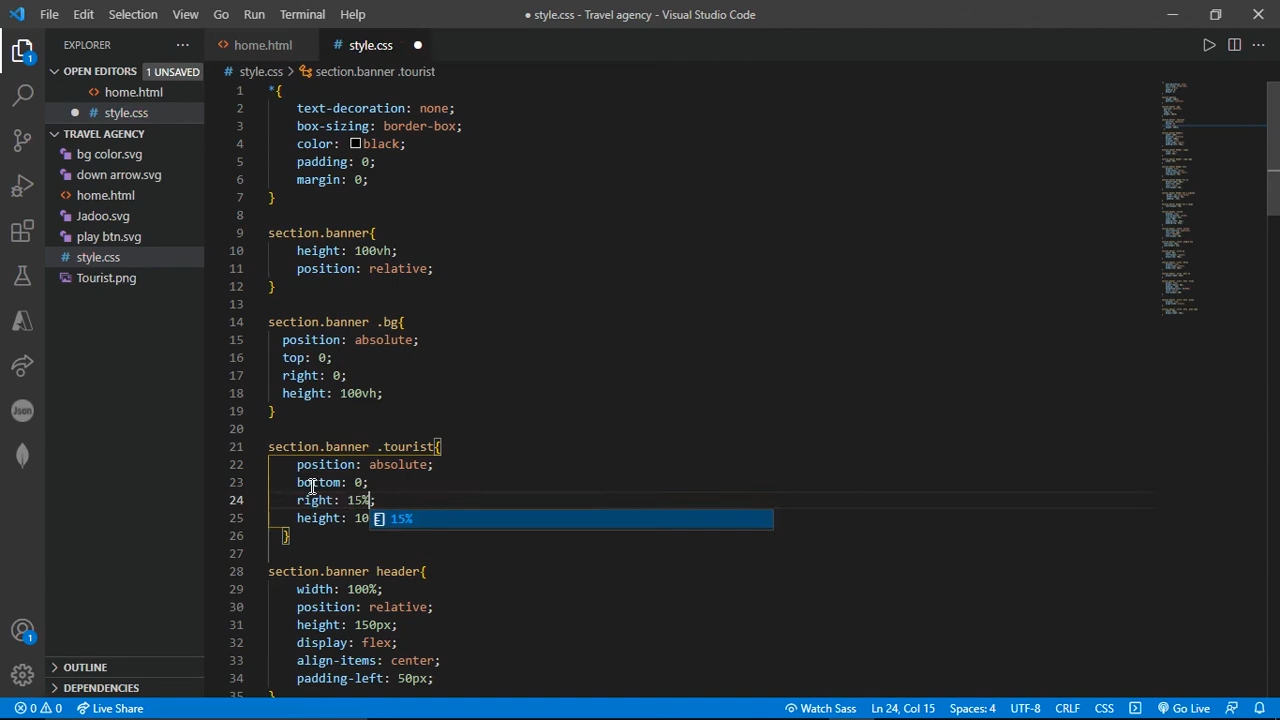 File Edit Selection View Go Run Terminal Help
● style.css - Travel agency - Visual Studio Code
EXPLORER
home.html
# style.css
OPEN EDITORS 1 UNSAVED
home.html
# style.css
TRAVEL AGENCY
bg color.svg
down arrow.svg
home.html
Jadoo.svg
play btn.svg
style.css
Tourist.png
OUTLINE
DEPENDENCIES
1
Json
1
# style.css > section.banner .tourist
1 *{
2 text-decoration: none;
3 box-sizing: border-box;
4 color: black;
5 padding: 0;
6 margin: 0;
7 }
8
9 section.banner{
10 height: 100vh;
11 position: relative;
12 }
13
14 section.banner .bg{
15 position: absolute;
16 top: 0;
17 right: 0;
18 height: 100vh;
19 }
20
21 section.banner .tourist{
22 position: absolute;
23 bottom: 0;
24 right: 15%;
25 height: 10
15%
26 }
27
28 section.banner header{
29 width: 100%;
30 position: relative;
31 height: 150px;
32 display: flex;
33 align-items: center;
34 padding-left: 50px;
35 }
0 0 Live Share
Watch Sass Ln 24, Col 15 Spaces: 4 UTF-8 CRLF CSS Go Live